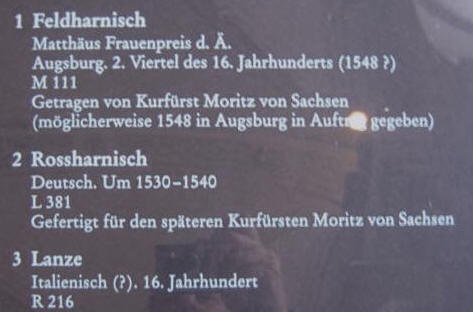 1 Feldharnisch
Matthäus Frauenpreis d. Ä.
Augsburg. 2. Viertel des 16. Jahrhunderts (1548 ?)
M 111
Getragen von Kurfürst Moritz von Sachsen
(möglicherweise 1548 in Augsburg in Auftrag gegeben)
2 Rossharnisch
Deutsch. Um 1530–1540
L 381
Gefertigt für den späteren Kurfürsten Moritz von Sachsen
3 Lanze
Italienisch (?). 16. Jahrhundert
R 216